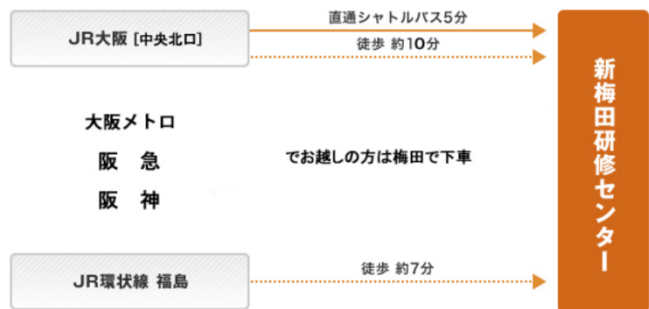 JR大阪 [中央北口]
直通シャトルバス5分
徒歩 約10分
大阪メトロ
阪　急
阪　神
でお越しの方は梅田で下車
JR環状線 福島
徒歩 約7分
新梅田研修センター